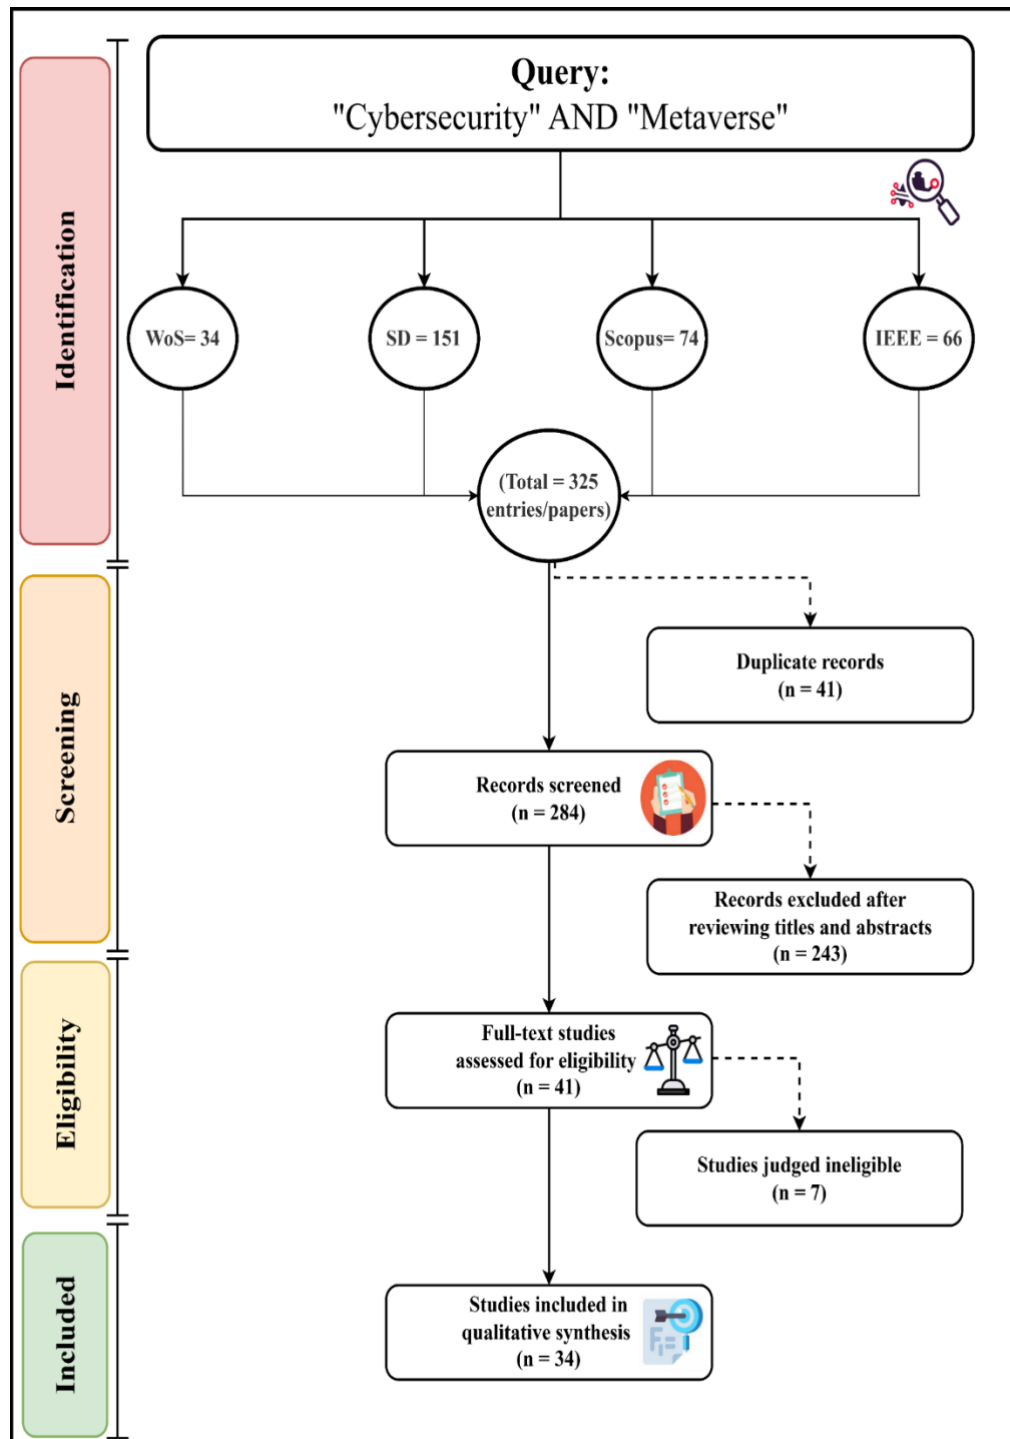 Query:
"Cybersecurity" AND "Metaverse"
Identification
WoS= 34
SD = 151
Scopus= 74
IEEE = 66
(Total = 325
entries/papers)
Screening
Duplicate records
(n = 41)
Records screened
(n = 284)
Records excluded after
reviewing titles and abstracts
(n = 243)
Eligibility
Full-text studies
assessed for eligibility
(n = 41)
Studies judged ineligible
(n = 7)
Included
Studies included in
qualitative synthesis
(n = 34)